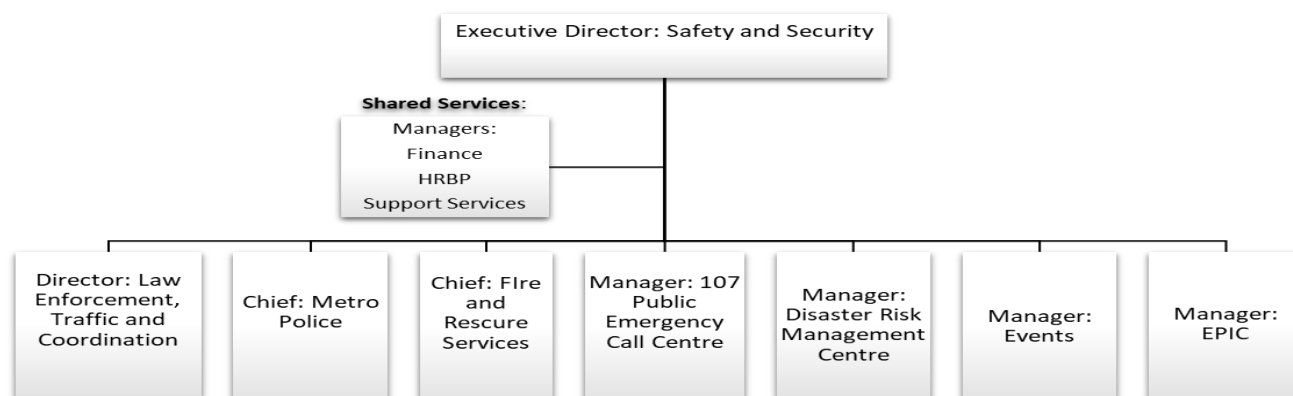 Executive Director: Safety and Security
Shared Services:
Managers:
Finance
HRBP
Support Services
Director: Law
Enforcement,
Traffic and
Coordination
Chief: Metro
Police
Chief: FIre
and
Rescure
Services
Manager: 107
Public
Emergency
Call Centre
Manager:
Disaster Risk
Management
Centre
Manager:
Events
Manager:
EPIC